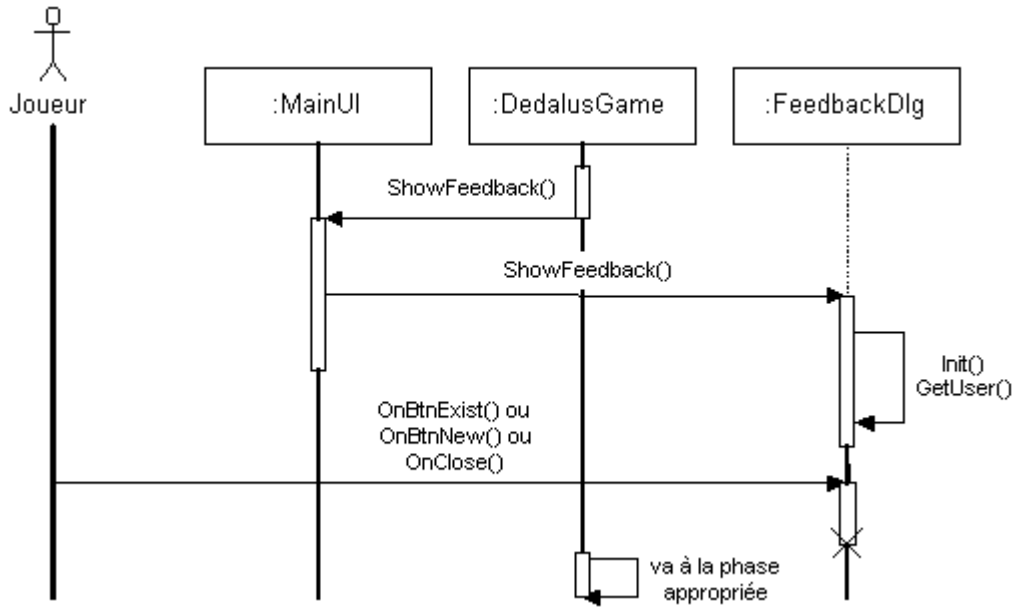 Joueur
:MainUI
:DedalusGame
:FeedbackDlg
ShowFeedback()
ShowFeedback()
Init()
GetUser()
OnBtnExist() ou
OnBtnNew() ou
OnClose()
va à la phase
appropriée